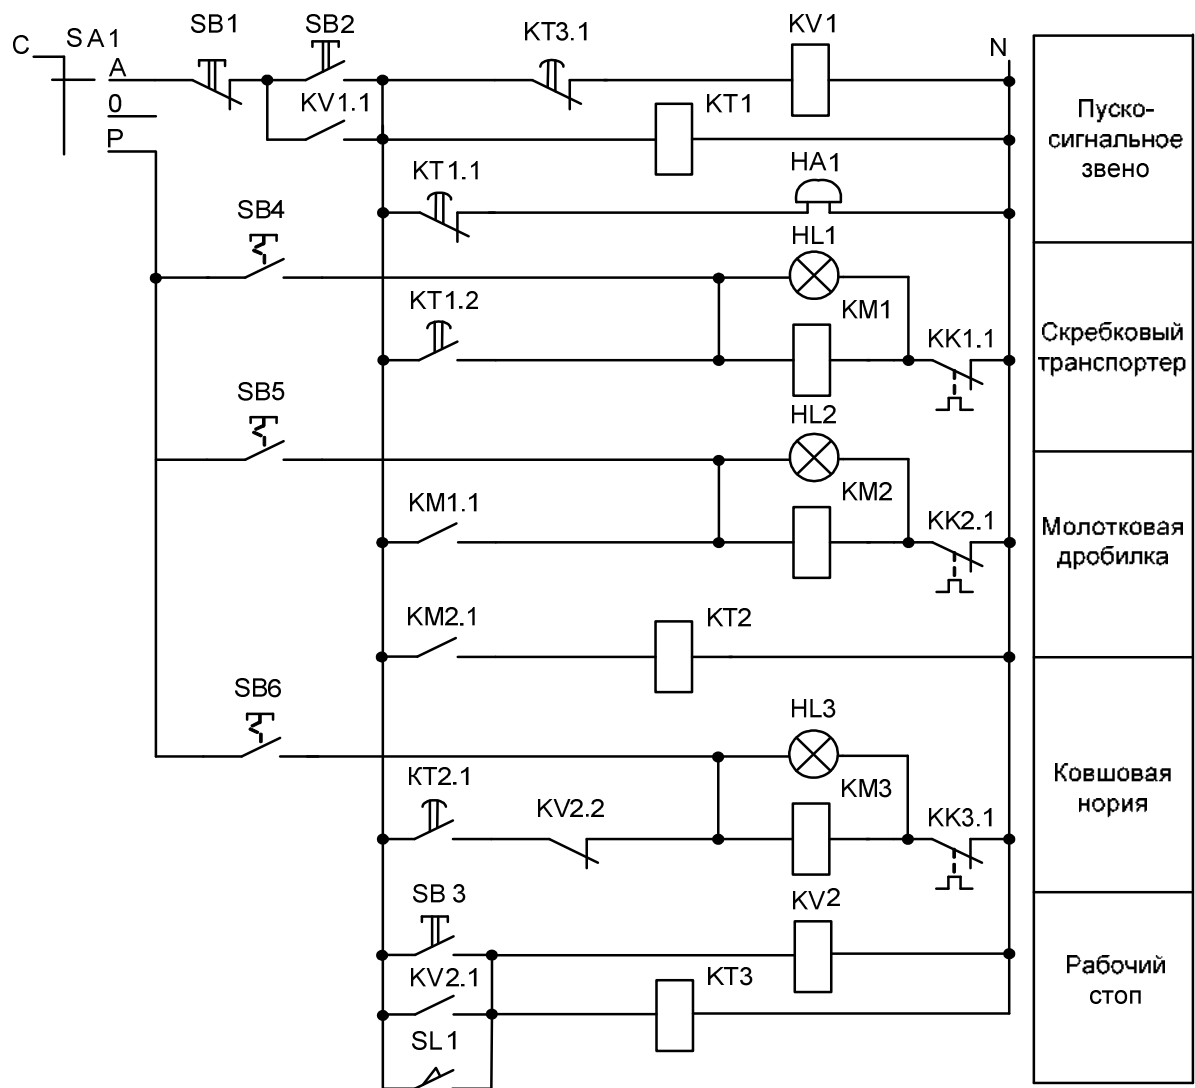 C
SA1
A
0
P
SB1
SB2
KV1.1
KT3.1
KV1
N
KT1
KT1.1
HA1
Пуско-
сигнальное
звено
SB4
HL1
KT1.2
KM1
KK1.1
Скребковый
транспортер
SB5
HL2
KM1.1
KM2
KK2.1
Молотковая
дробилка
KM2.1
KT2
SB6
HL3
KT2.1
KV2.2
KM3
KK3.1
Ковшовая
нория
SB 3
KV2
KV2.1
KT3
SL1
Рабочий
стоп